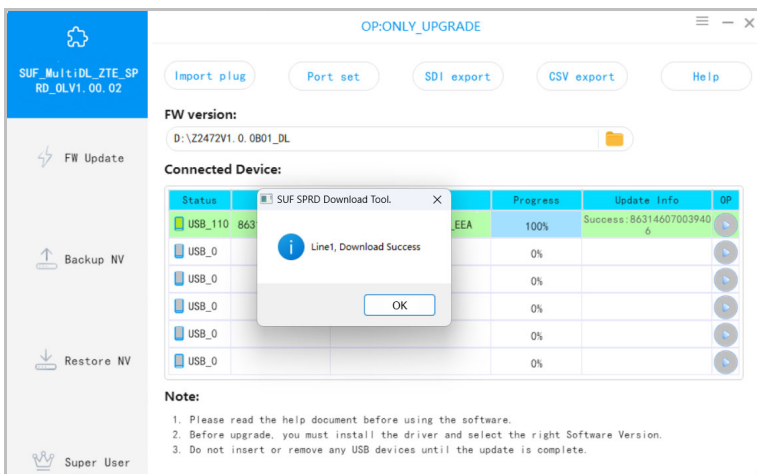 OP:ONLY_UPGRADE
SUF_MultiDL_ZTE_SP
RD_OLV1.00.02
Import plug
Port set
SDI export
CSV export
Help
FW version:
D:\Z2472V1.0.0B01_DL
FW Update
Connected Device:
Status
Progress
Update Info
OP
SUF SPRD Download Tool.
USB_110
863
_EEA
100%
Success:86314607003940
6
Line1, Download Success
USB_0
0%
Backup NV
USB_0
0%
USB_0
0%
OK
USB_0
0%
USB_0
0%
Restore NV
Note:
1. Please read the help document before using the software.
2. Before upgrade, you must install the driver and select the right Software Version.
3. Do not insert or remove any USB devices until the update is complete.
Super User